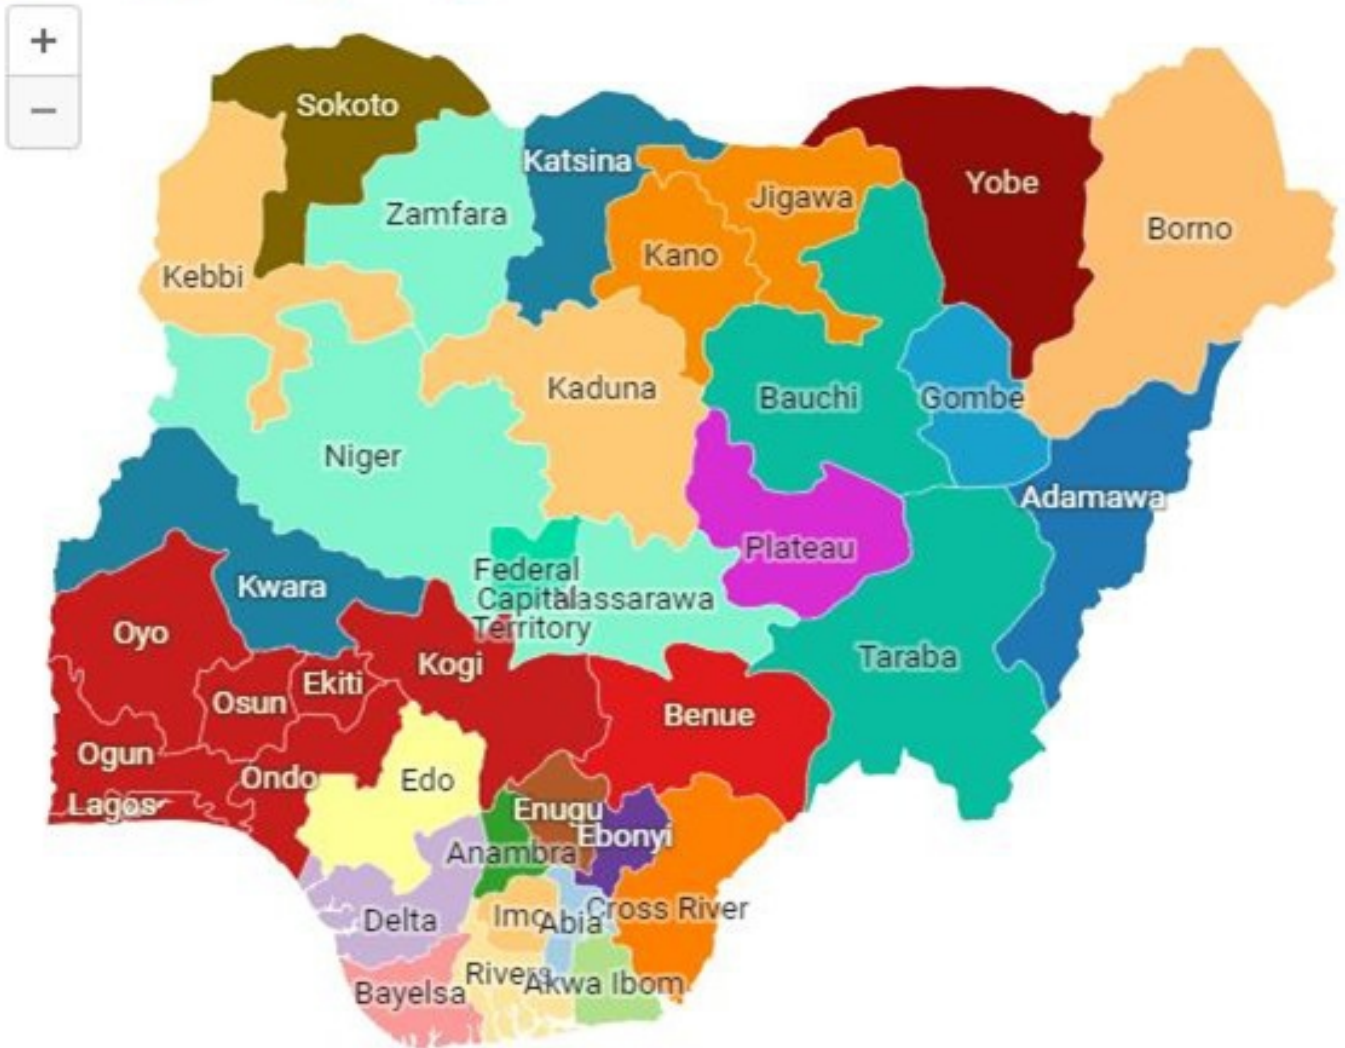 +
−
Sokoto
Katsina
Yobe
Jigawa
Zamfara
Borno
Kano
Kebbi
Kaduna
Bauchi
Gombe
Niger
Adamawa
Plateau
Federal
Capital
Territory
Nassarawa
Kwara
Oyo
Taraba
Kogi
Ekiti
Osun
Benue
Ogun
Ondo
Edo
Lagos
Enugu
Ebonyi
Anambra
Cross River
Imo
Abia
Delta
Rivers
Akwa Ibom
Bayelsa